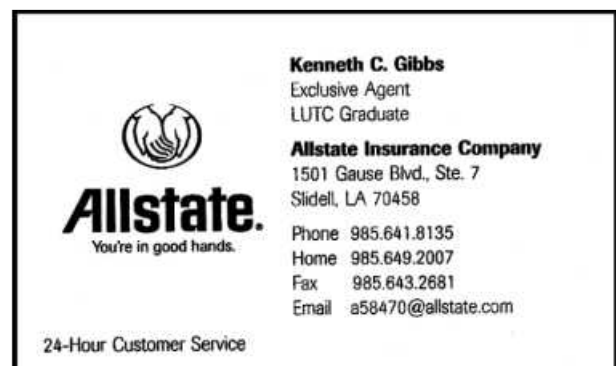 Allstate.
You're in good hands.
24-Hour Customer Service
Kenneth C. Gibbs
Exclusive Agent
LUTC Graduate
Allstate Insurance Company
1501 Gause Blvd., Ste. 7
Slidell, LA 70458
Phone 985.641.8135
Home 985.649.2007
Fax 985.643.2681
Email a58470@allstate.com